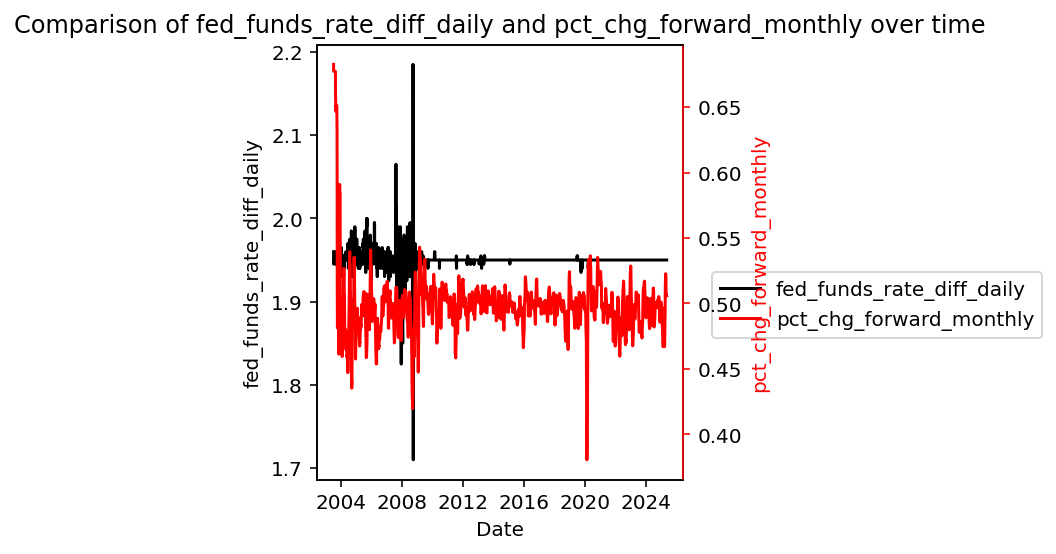 Comparison of fed_funds_rate_diff_daily and pct_chg_forward_monthly over time
fed_funds_rate_diff_daily
2.2
2.1
2.0
1.9
1.8
1.7
2004 2008 2012 2016 2020 2024
Date
0.65
0.60
0.55
0.50
0.45
0.40
pct_chg_forward_monthly
fed_funds_rate_diff_daily
pct_chg_forward_monthly